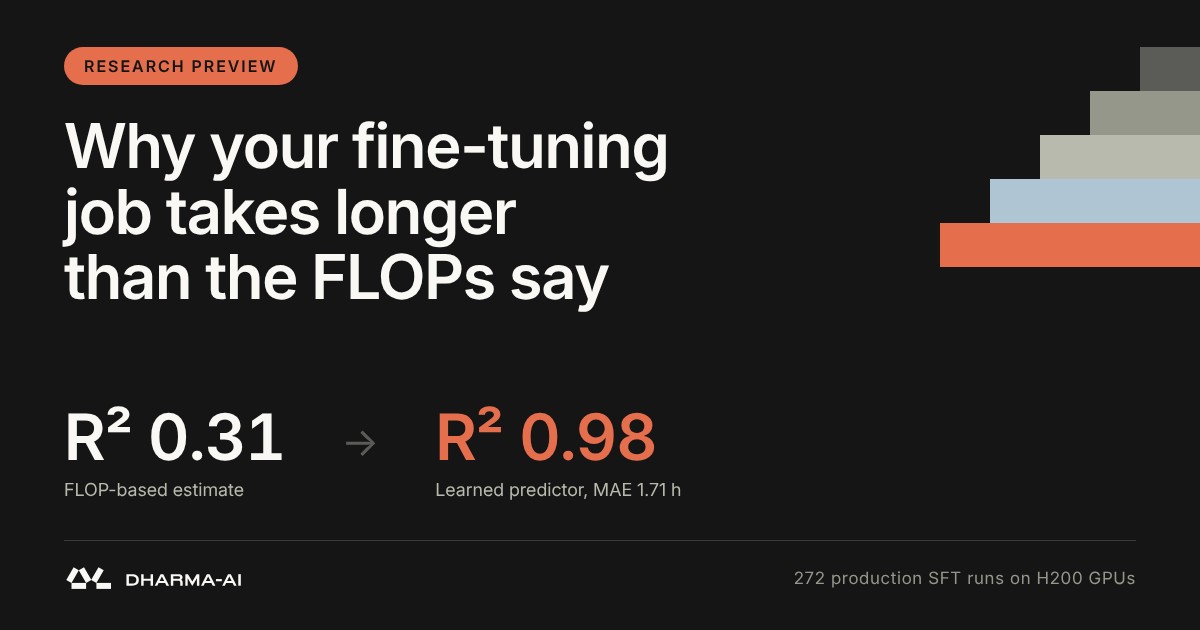 RESEARCH PREVIEW
Why your fine-tuning
job takes longer
than the FLOPs say
R² 0.31 → R² 0.98
FLOP-based estimate
Learned predictor, MAE 1.71 h
DHARMA-AI
272 production SFT runs on H200 GPUs